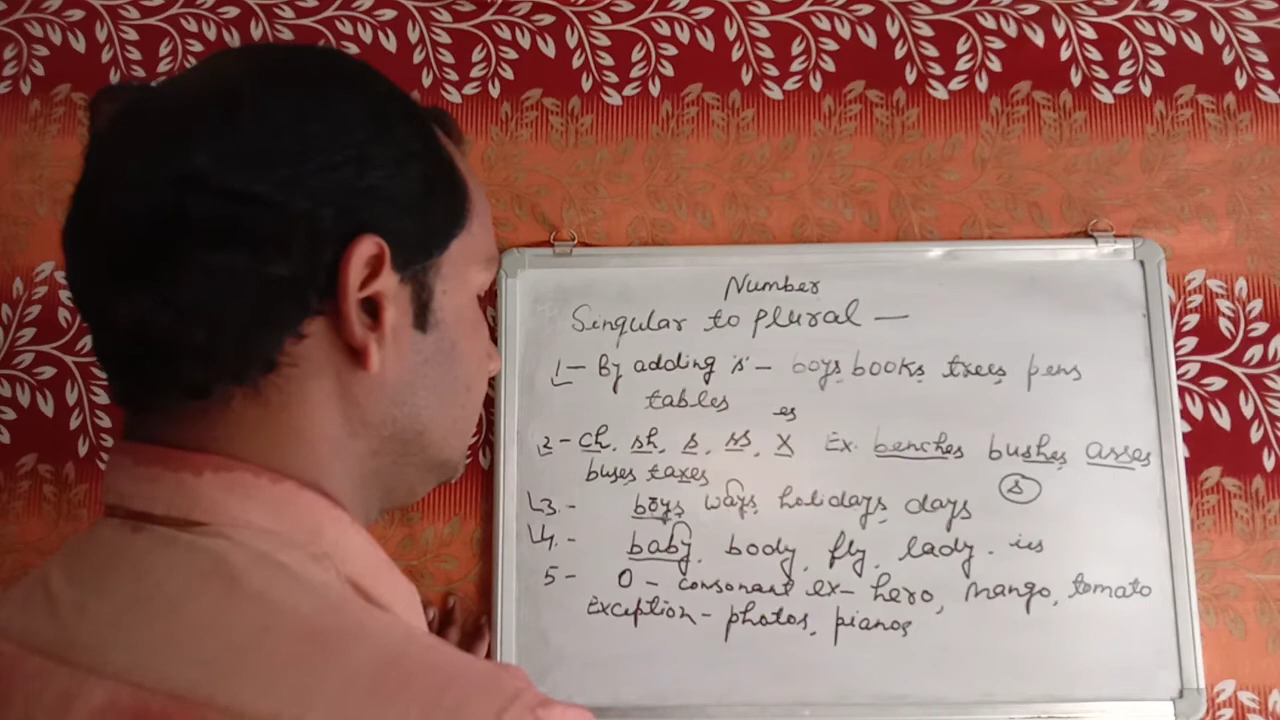 Number
Singular to plural —
1 — By adding 's' — boys books trees pens
tables
es
2 - ch, sh, s, ss, x Ex. benches bushes asses
buses taxes
s
3. - boys ways holidays days
4. - baby, body, fly, lady. ies
5 - O - consonant ex - hero, mango, tomato
Exception - photos, pianos